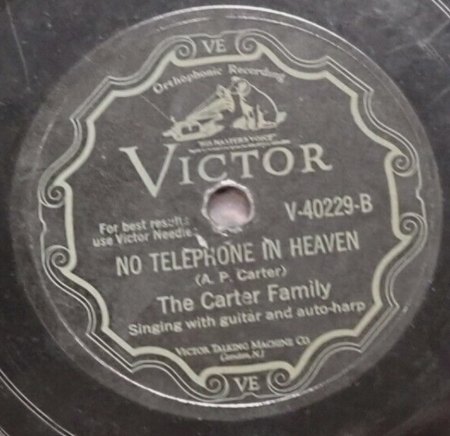 VE
Orthophonic Recording
"HIS MASTER'S VOICE"
VICTOR
For best results
use Victor Needles
V-40229-B
NO TELEPHONE IN HEAVEN
(A. P. Carter)
The Carter Family
Singing with guitar and auto-harp
VICTOR TALKING MACHINE CO.
Camden, N.J.
VE